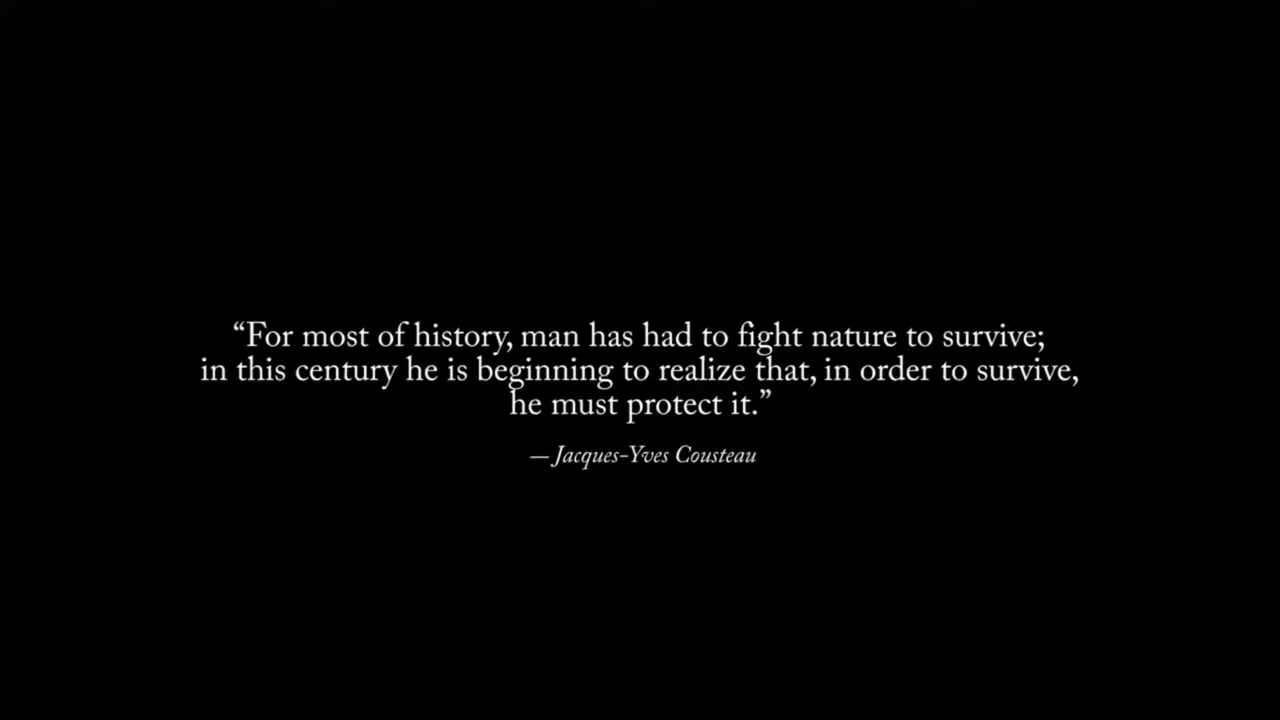 “For most of history, man has had to fight nature to survive;
in this century he is beginning to realize that, in order to survive,
he must protect it.”
— Jacques-Yves Cousteau